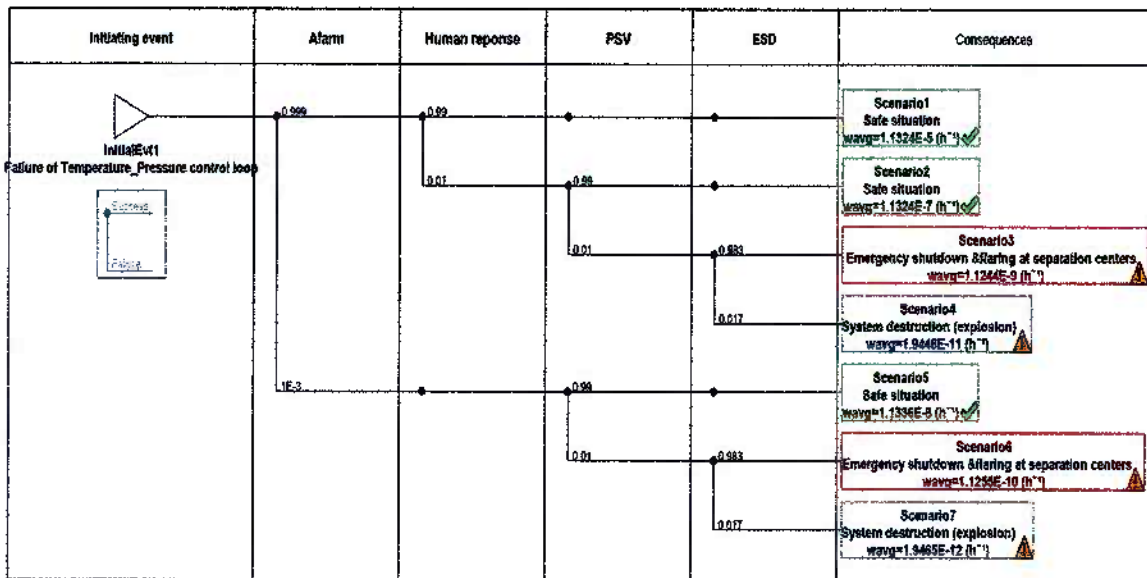 Initiating event
Alarm
Human reponse
PSV
ESD
Consequences
InitialEvt1
Failure of Temperature_Pressure control loop
Success
Failure
0.999
0.99
0.01
0.99
0.01
0.983
0.017
1E-3
0.99
0.01
0.983
0.017
Scenario1
Safe situation
wavg=1.1324E-5 (h⁻¹)
Scenario2
Safe situation
wavg=1.1324E-7 (h⁻¹)
Scenario3
Emergency shutdown &flaring at separation centers
wavg=1.1244E-9 (h⁻¹)
Scenario4
System destruction (explosion)
wavg=1.9446E-11 (h⁻¹)
Scenario5
Safe situation
wavg=1.1336E-8 (h⁻¹)
Scenario6
Emergency shutdown &flaring at separation centers
wavg=1.1255E-10 (h⁻¹)
Scenario7
System destruction (explosion)
wavg=1.9465E-12 (h⁻¹)